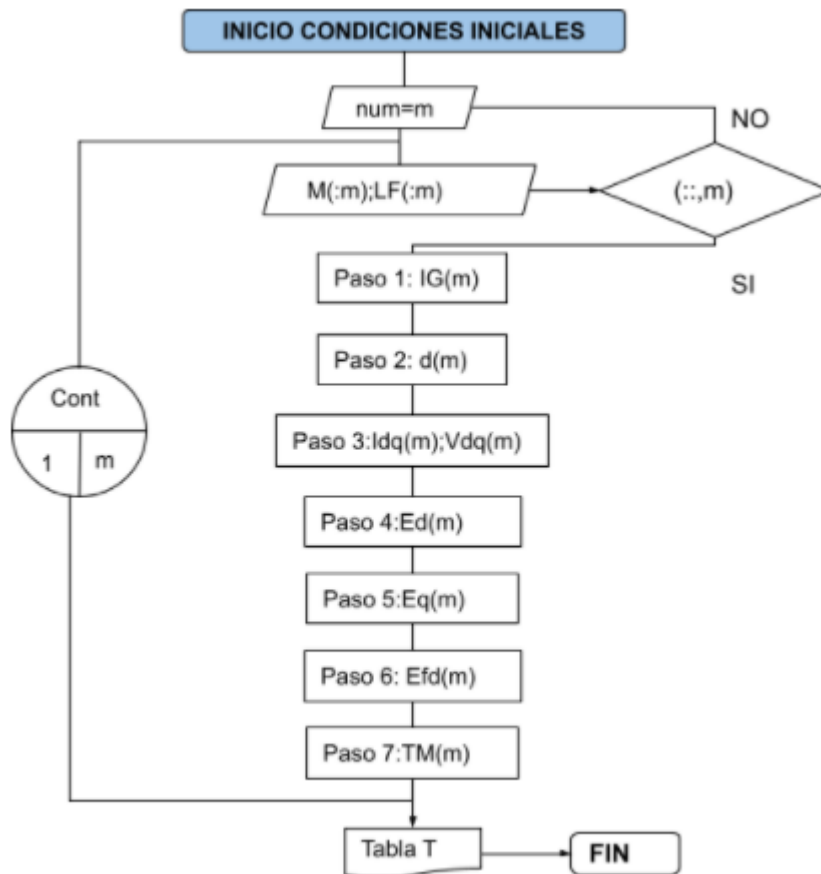 INICIO CONDICIONES INICIALES
num=m
NO
M(:m);LF(:m)
(::,m)
SI
Paso 1: IG(m)
Paso 2: d(m)
Cont
1
m
Paso 3:Idq(m);Vdq(m)
Paso 4:Ed(m)
Paso 5:Eq(m)
Paso 6: Efd(m)
Paso 7:TM(m)
Tabla T
FIN